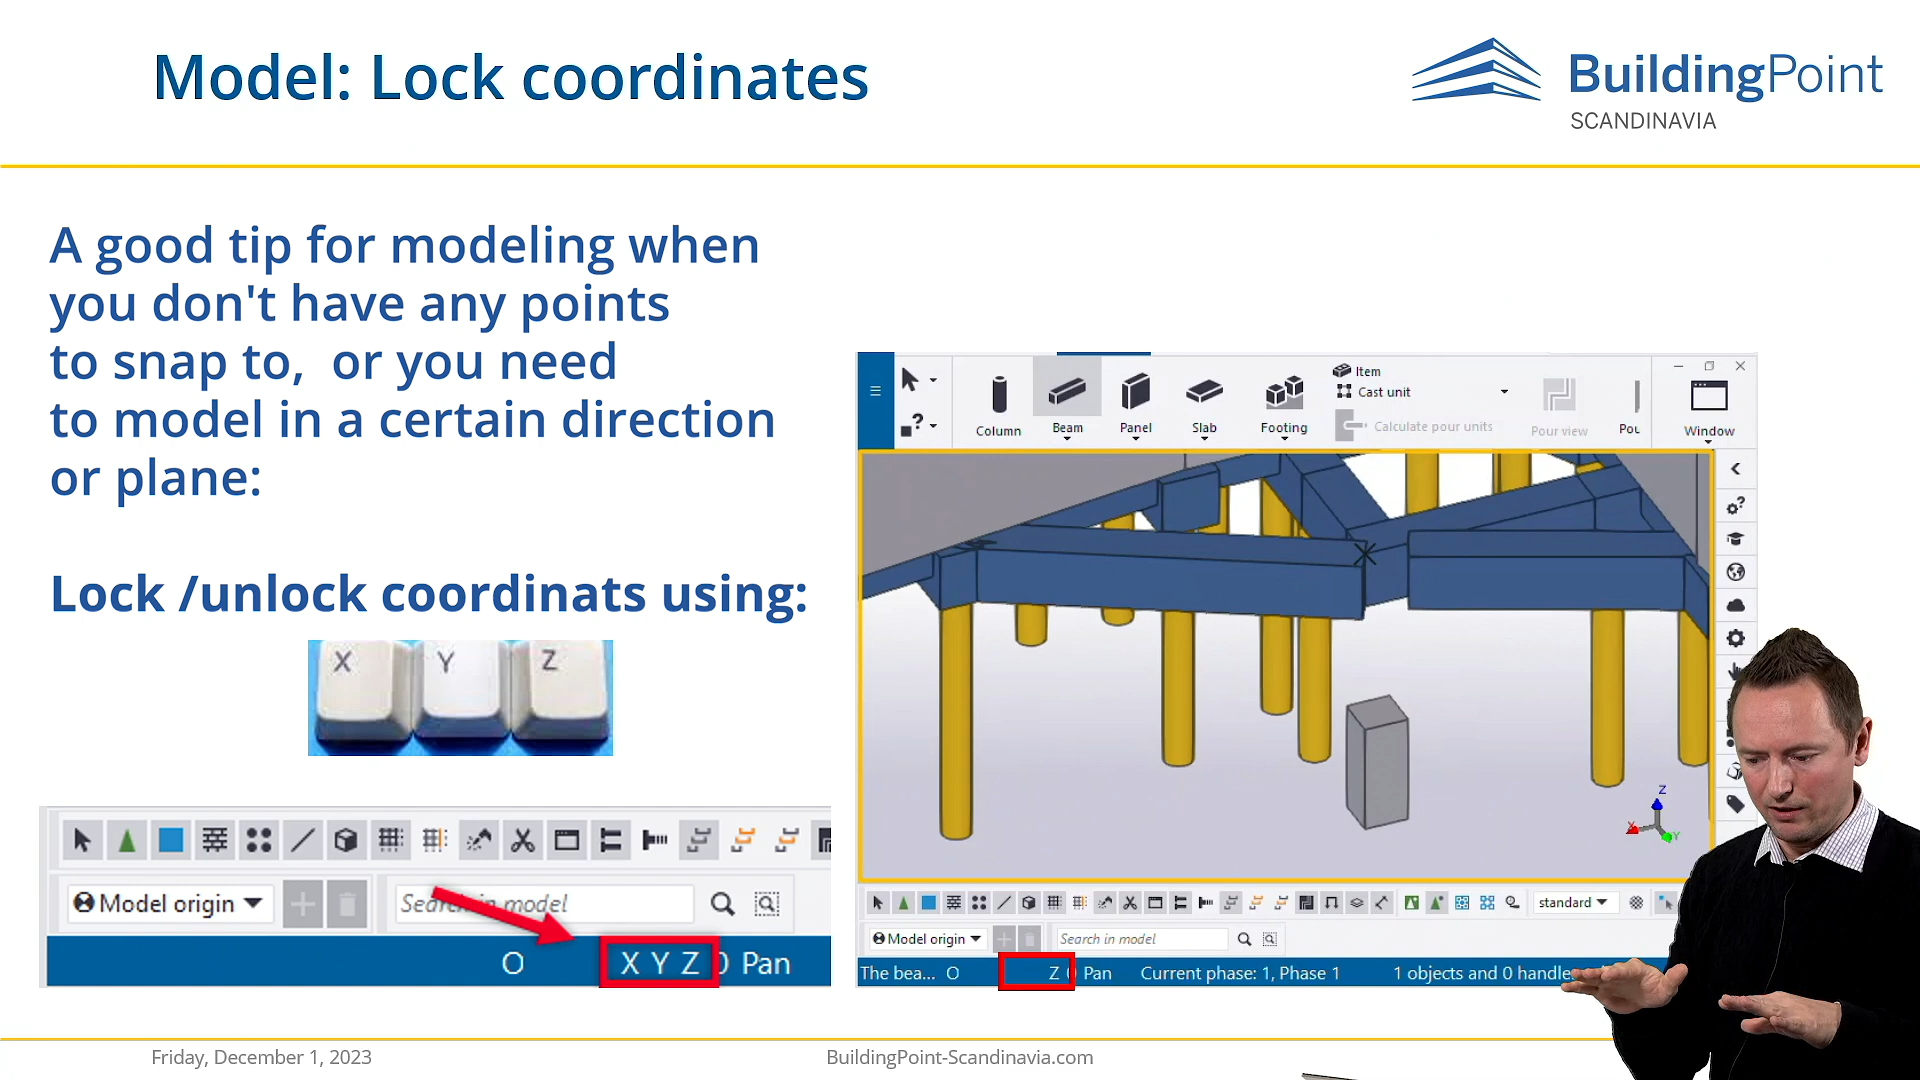 Model: Lock coordinates
BuildingPoint
SCANDINAVIA
A good tip for modeling when
you don't have any points
to snap to,  or you need
to model in a certain direction
or plane:
Lock /unlock coordinats using:
X Y Z
Model origin
Search in model
O X Y Z Pan
Item
Cast unit
Calculate pour units
Column
Beam
Panel
Slab
Footing
Pour view
Window
Z
X
Y
standard
Model origin
Search in model
The bea... O Z Pan Current phase: 1, Phase 1 1 objects and 0 handle
Friday, December 1, 2023
BuildingPoint-Scandinavia.com